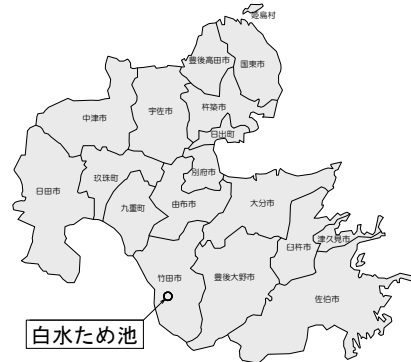 姫島村
豊後高田市
国東市
中津市
宇佐市
杵築市
日出町
日田市
玖珠町
別府市
九重町
由布市
大分市
臼杵市
津久見市
竹田市
豊後大野市
佐伯市
白水ため池